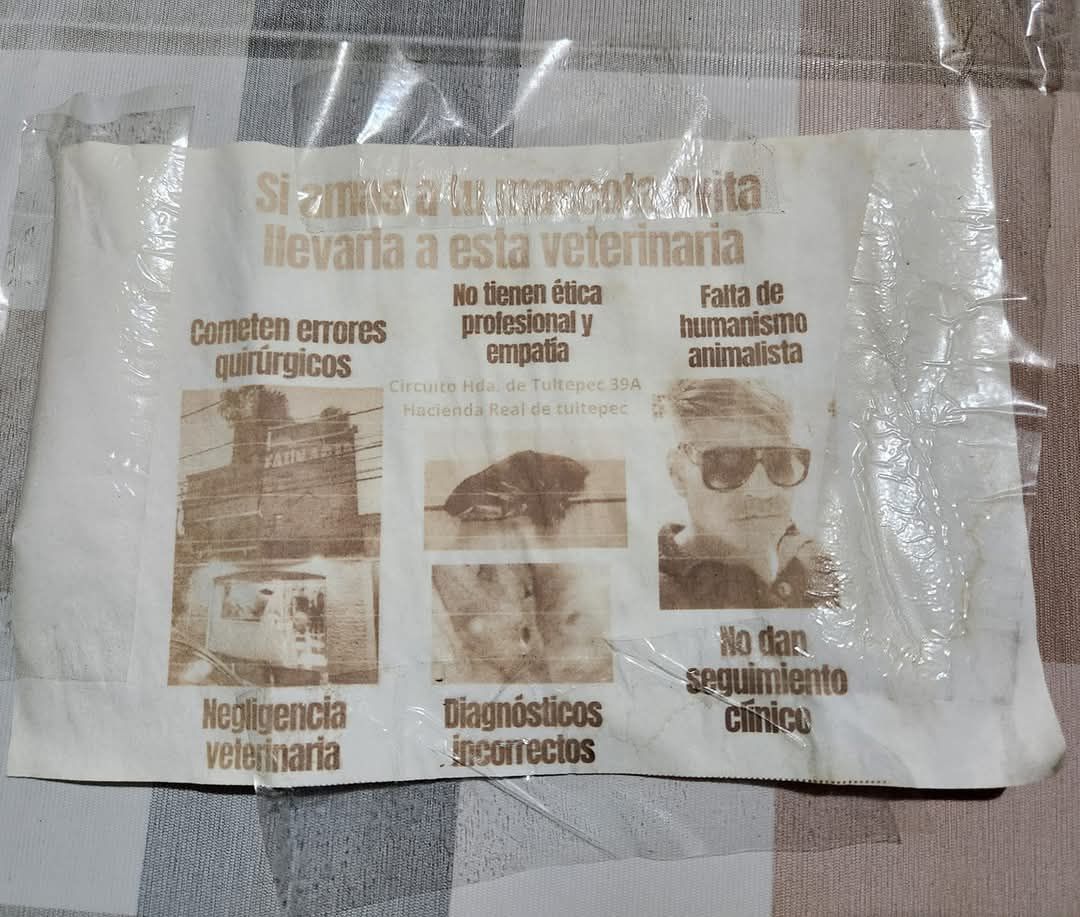 Si amas a tu mascota evita
llevarla a esta veterinaria
Cometen errores
quirúrgicos
No tienen ética
profesional y
empatía
Falta de
humanismo
animalista
Circuito Hda. de Tultepec 39A
Hacienda Real de tultepec
Negligencia
veterinaria
Diagnósticos
incorrectos
No dan
seguimiento
clínico